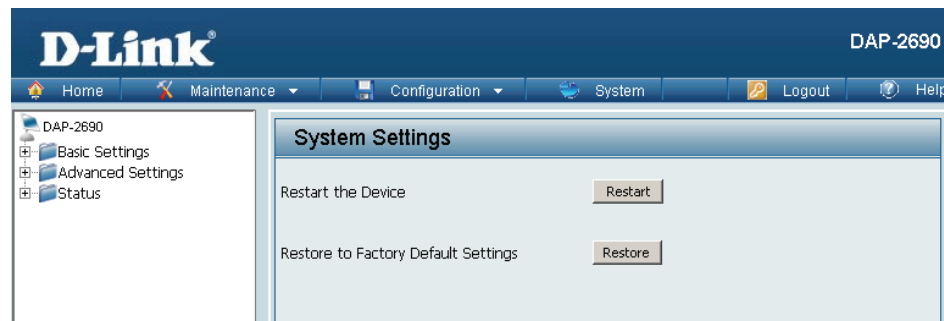 D-Link®
DAP-2690
Home Maintenance Configuration System Logout Help
DAP-2690
Basic Settings
Advanced Settings
Status
System Settings
Restart the Device Restart
Restore to Factory Default Settings Restore